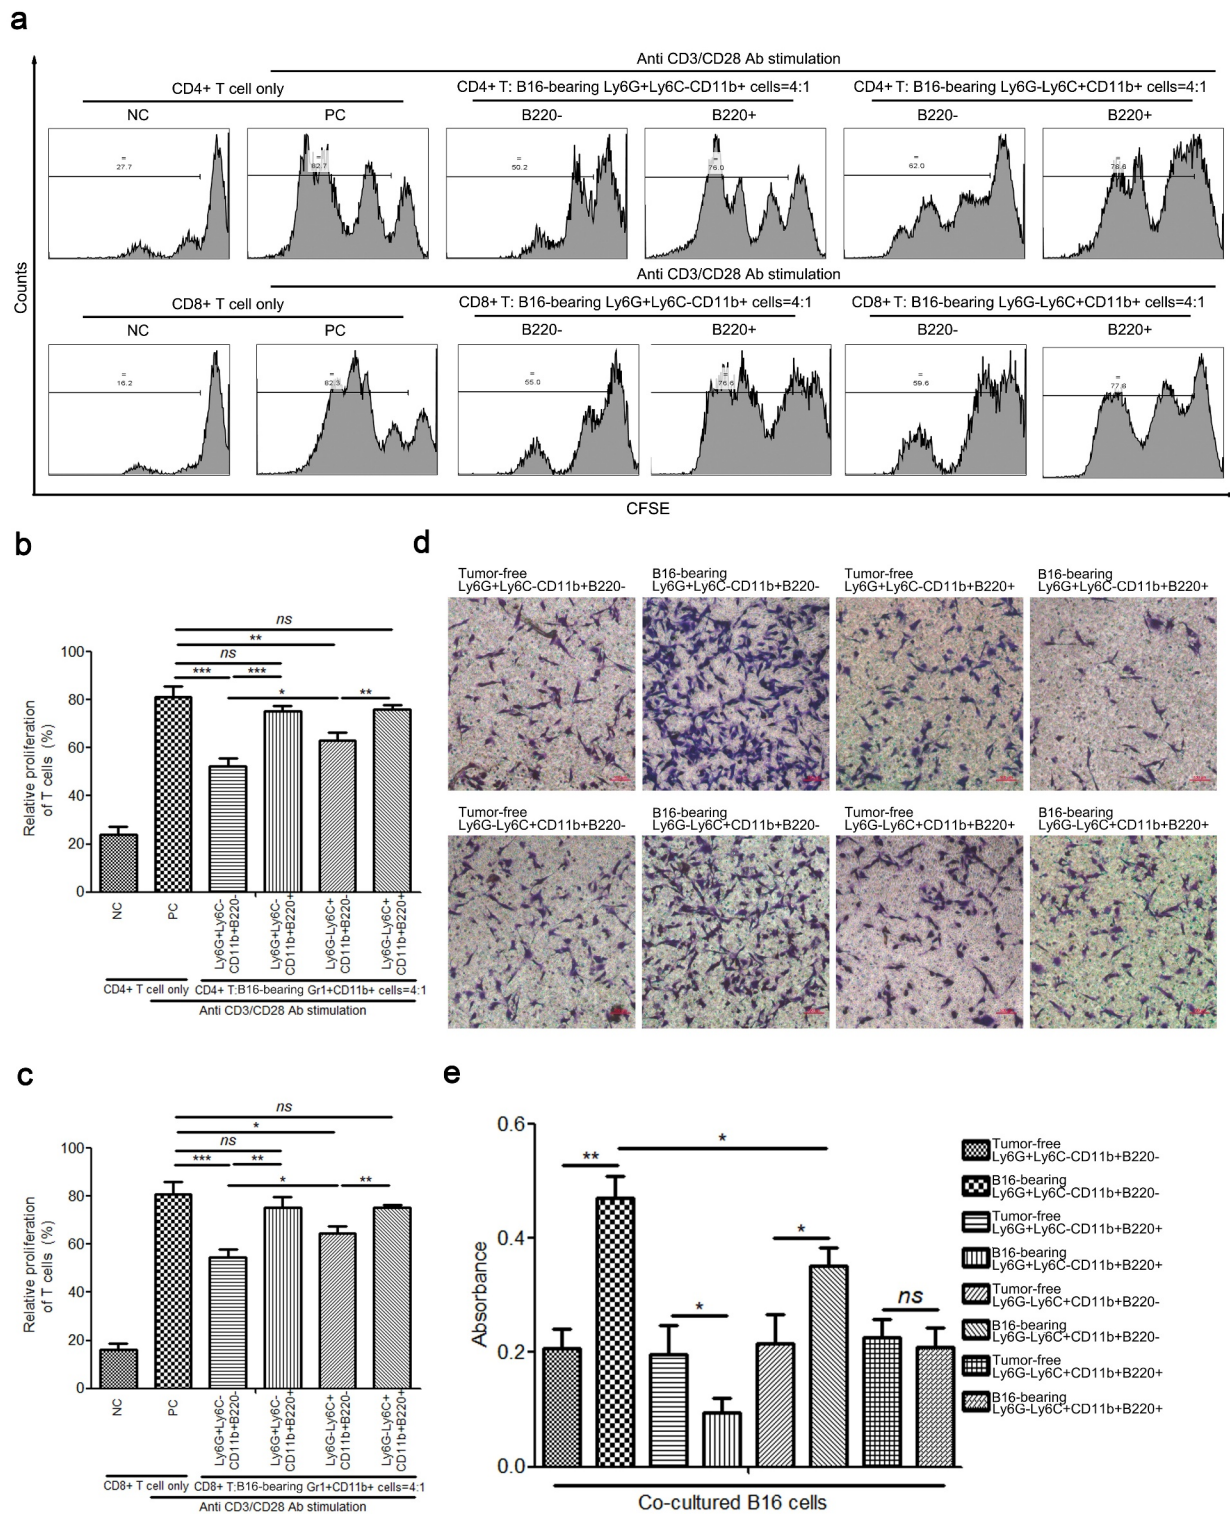 a
Anti CD3/CD28 Ab stimulation
CD4+ T cell only
CD4+ T: B16-bearing Ly6G+Ly6C-CD11b+ cells=4:1
CD4+ T: B16-bearing Ly6G-Ly6C+CD11b+ cells=4:1
NC
PC
B220-
B220+
B220-
B220+
27.7
82.7
50.2
76.0
62.0
78.6
Anti CD3/CD28 Ab stimulation
CD8+ T cell only
CD8+ T: B16-bearing Ly6G+Ly6C-CD11b+ cells=4:1
CD8+ T: B16-bearing Ly6G-Ly6C+CD11b+ cells=4:1
NC
PC
B220-
B220+
B220-
B220+
16.2
82.3
55.0
76.6
59.6
77.8
Counts
CFSE
b
ns
**
ns
*** ***
* **
100
80
60
40
20
0
Relative proliferation
of T cells (%)
NC
PC
Ly6G+Ly6C-
CD11b+B220-
Ly6G+Ly6C-
CD11b+B220+
Ly6G-Ly6C+
CD11b+B220-
Ly6G-Ly6C+
CD11b+B220+
CD4+ T cell only
CD4+ T:B16-bearing Gr1+CD11b+ cells=4:1
Anti CD3/CD28 Ab stimulation
c
ns
*
ns
*** **
* **
100
80
60
40
20
0
Relative proliferation
of T cells (%)
NC
PC
Ly6G+Ly6C-
CD11b+B220-
Ly6G+Ly6C-
CD11b+B220+
Ly6G-Ly6C+
CD11b+B220-
Ly6G-Ly6C+
CD11b+B220+
CD8+ T cell only
CD8+ T:B16-bearing Gr1+CD11b+ cells=4:1
Anti CD3/CD28 Ab stimulation
d
Tumor-free
Ly6G+Ly6C-CD11b+B220-
B16-bearing
Ly6G+Ly6C-CD11b+B220-
Tumor-free
Ly6G+Ly6C-CD11b+B220+
B16-bearing
Ly6G+Ly6C-CD11b+B220+
Tumor-free
Ly6G-Ly6C+CD11b+B220-
B16-bearing
Ly6G-Ly6C+CD11b+B220-
Tumor-free
Ly6G-Ly6C+CD11b+B220+
B16-bearing
Ly6G-Ly6C+CD11b+B220+
e
0.6
0.4
0.2
0.0
Absorbance
**
*
*
*
ns
Co-cultured B16 cells
Tumor-free
Ly6G+Ly6C-CD11b+B220-
B16-bearing
Ly6G+Ly6C-CD11b+B220-
Tumor-free
Ly6G+Ly6C-CD11b+B220+
B16-bearing
Ly6G+Ly6C-CD11b+B220+
Tumor-free
Ly6G-Ly6C+CD11b+B220-
B16-bearing
Ly6G-Ly6C+CD11b+B220-
Tumor-free
Ly6G-Ly6C+CD11b+B220+
B16-bearing
Ly6G-Ly6C+CD11b+B220+